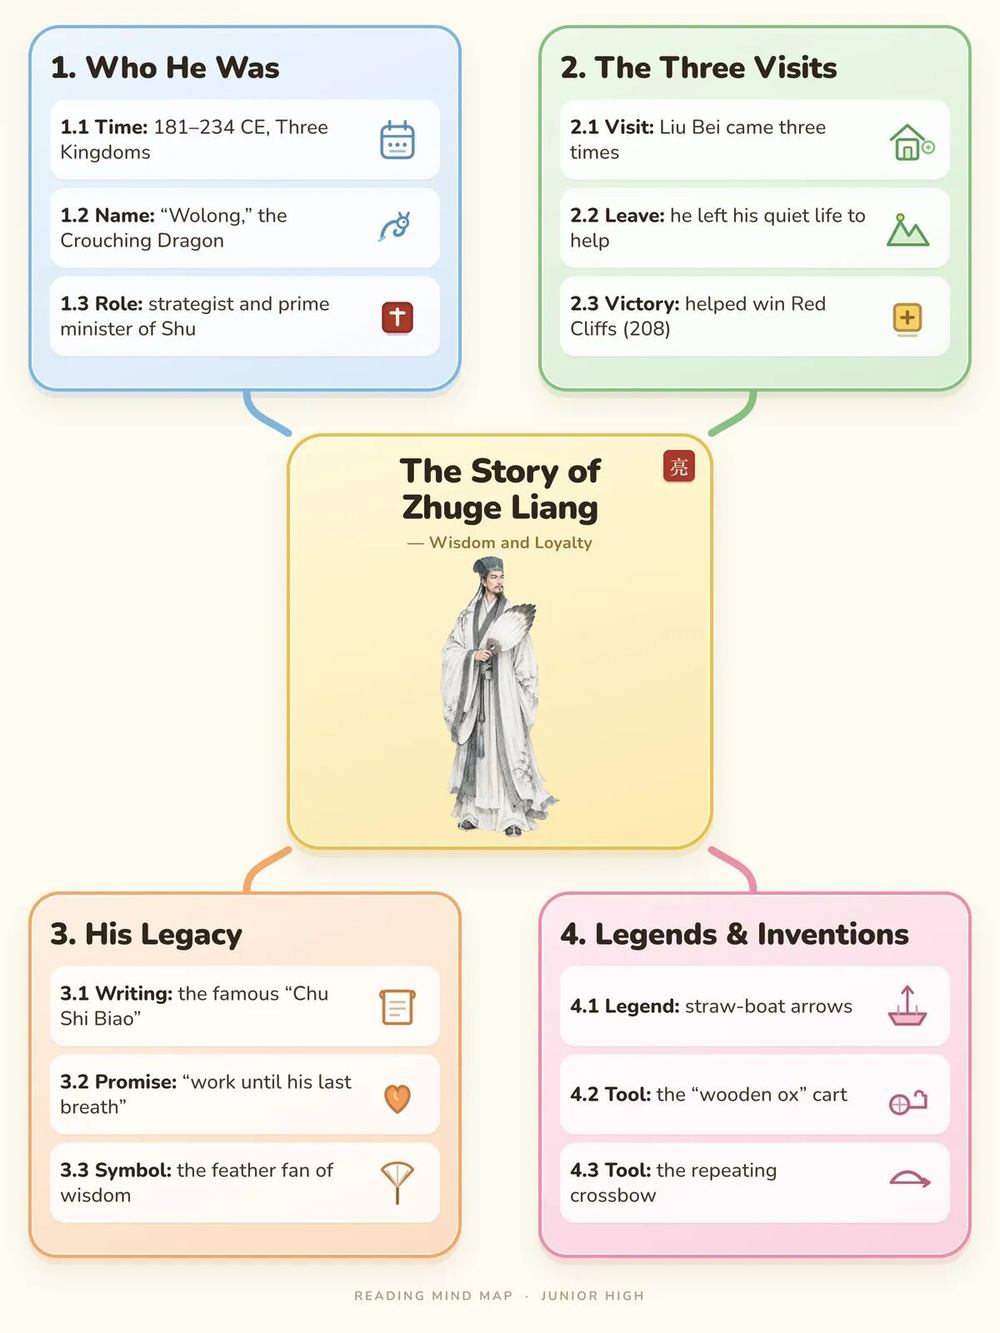 1. Who He Was
1.1 Time: 181–234 CE, Three
Kingdoms
1.2 Name: “Wolong,” the
Crouching Dragon
1.3 Role: strategist and prime
minister of Shu
2. The Three Visits
2.1 Visit: Liu Bei came three
times
2.2 Leave: he left his quiet life to
help
2.3 Victory: helped win Red
Cliffs (208)
The Story of
Zhuge Liang
亮
— Wisdom and Loyalty
3. His Legacy
3.1 Writing: the famous “Chu
Shi Biao”
3.2 Promise: “work until his last
breath”
3.3 Symbol: the feather fan of
wisdom
4. Legends & Inventions
4.1 Legend: straw-boat arrows
4.2 Tool: the “wooden ox” cart
4.3 Tool: the repeating
crossbow
READING MIND MAP · JUNIOR HIGH